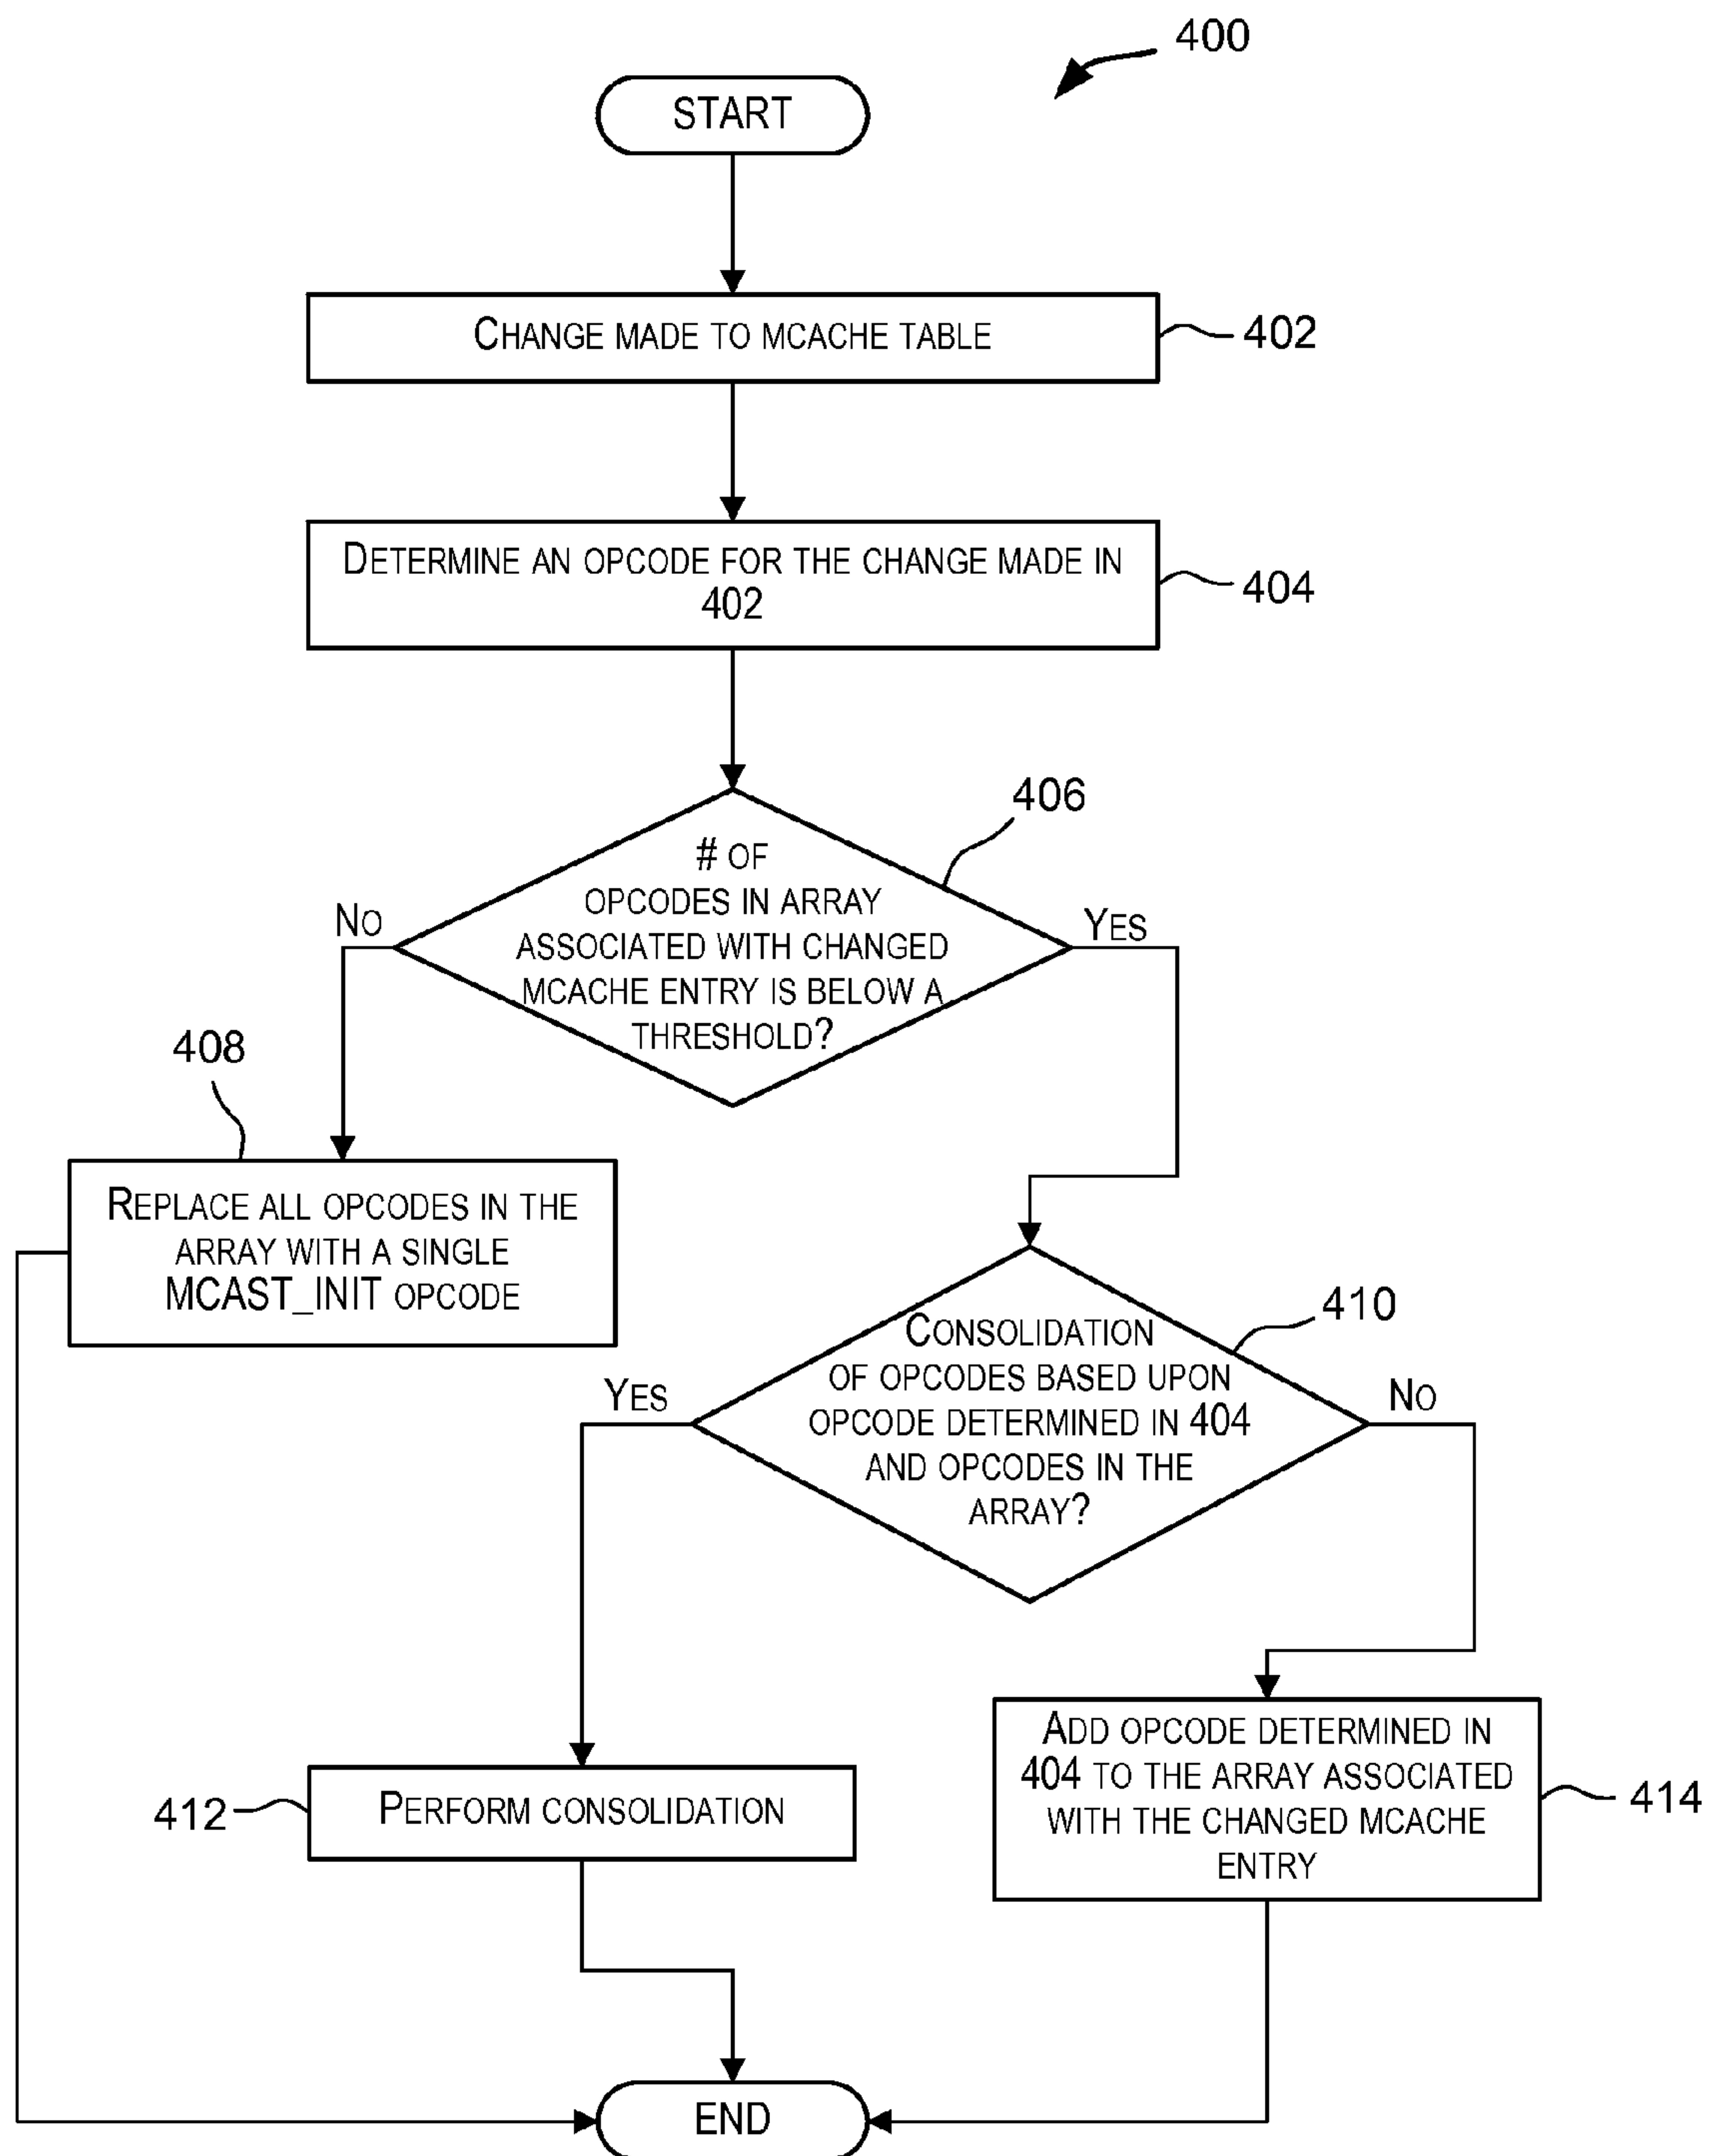 400
START
CHANGE MADE TO MCACHE TABLE
402
DETERMINE AN OPCODE FOR THE CHANGE MADE IN
402
404
406
# OF
OPCODES IN ARRAY
ASSOCIATED WITH CHANGED
MCACHE ENTRY IS BELOW A
THRESHOLD?
NO
YES
408
REPLACE ALL OPCODES IN THE
ARRAY WITH A SINGLE
MCAST_INIT OPCODE
410
CONSOLIDATION
OF OPCODES BASED UPON
OPCODE DETERMINED IN 404
AND OPCODES IN THE
ARRAY?
YES
NO
412
PERFORM CONSOLIDATION
ADD OPCODE DETERMINED IN
404 TO THE ARRAY ASSOCIATED
WITH THE CHANGED MCACHE
ENTRY
414
END